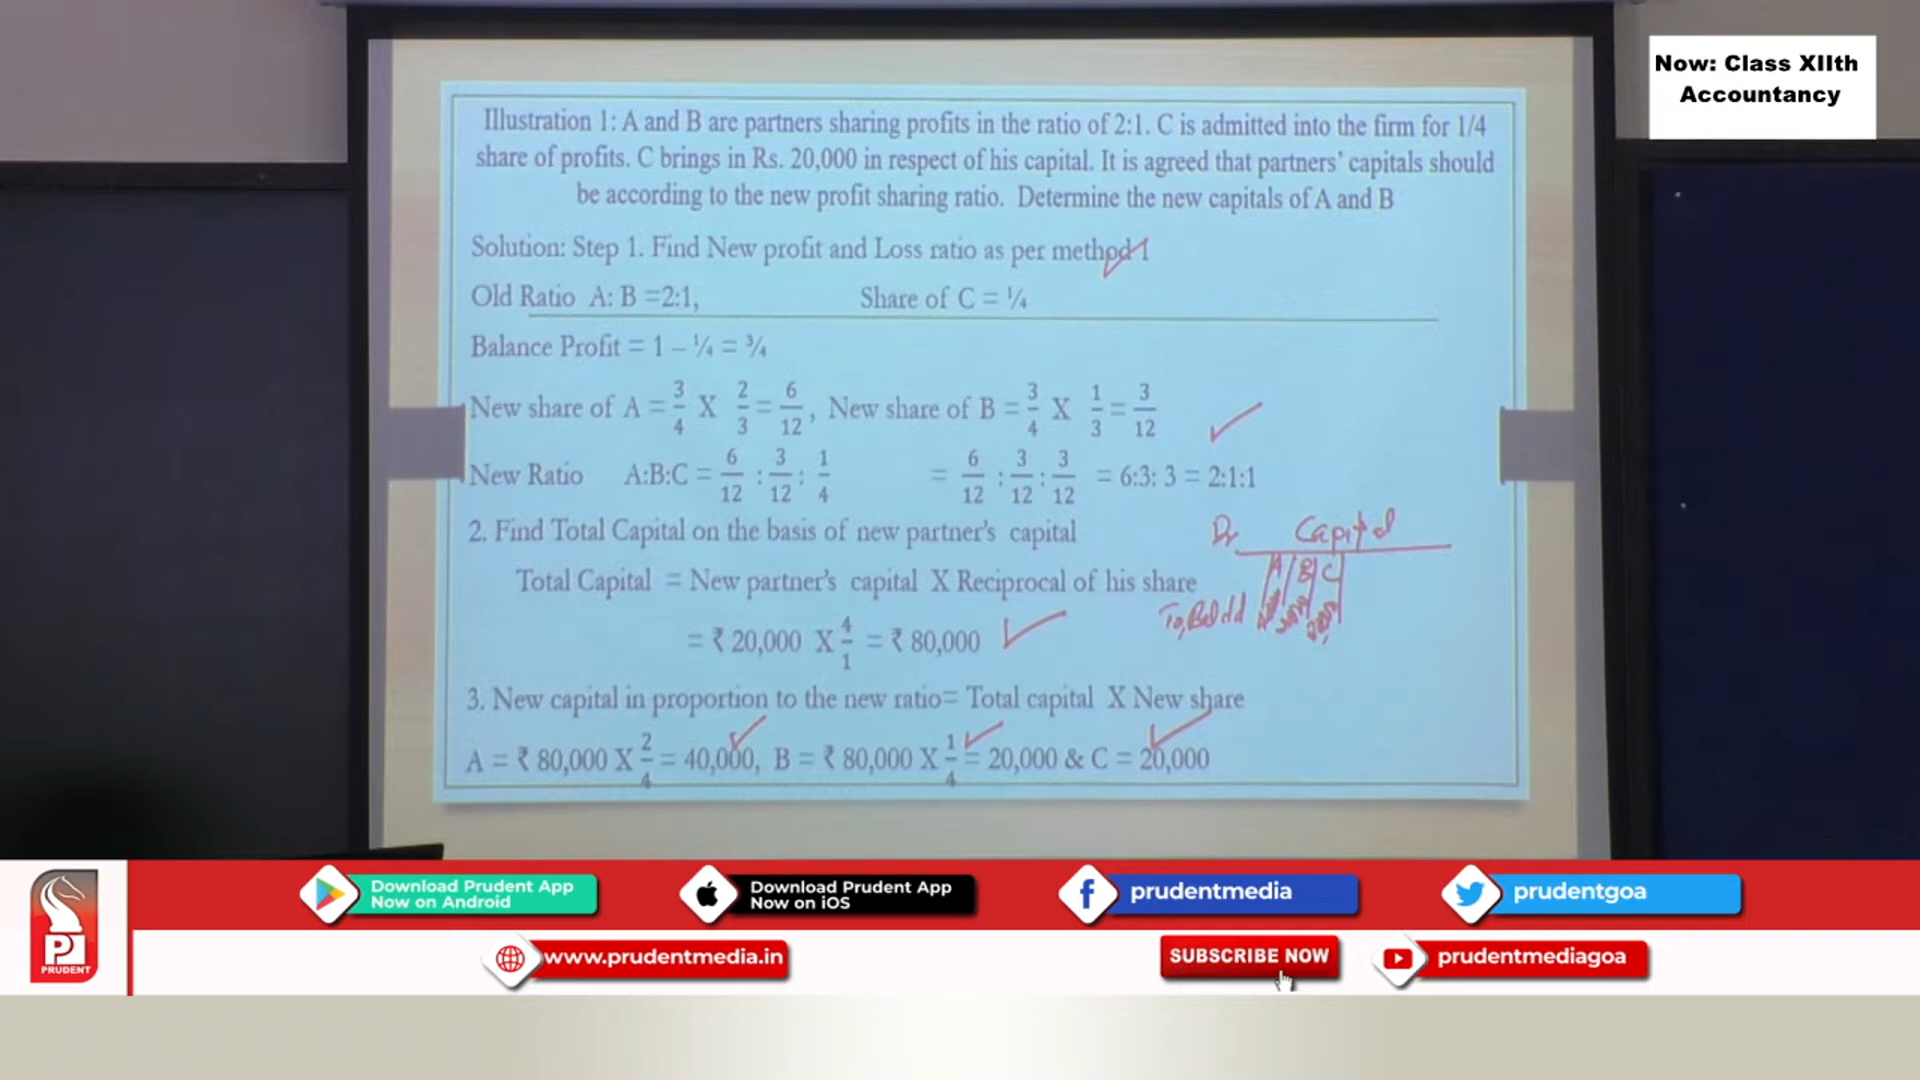 Now: Class XIIth
Accountancy
Illustration 1: A and B are partners sharing profits in the ratio of 2:1. C is admitted into the firm for 1/4
share of profits. C brings in Rs. 20,000 in respect of his capital. It is agreed that partners' capitals should
be according to the new profit sharing ratio. Determine the new capitals of A and B
Solution: Step 1. Find New profit and Loss ratio as per method 1
Old Ratio A: B =2:1, Share of C = ¼
Balance Profit = 1 – ¼ = ¾
New share of A = 3/4 X 2/3 = 6/12, New share of B = 3/4 X 1/3 = 3/12
New Ratio A:B:C = 6/12 : 3/12 : 1/4 = 6/12 : 3/12 : 3/12 = 6:3: 3 = 2:1:1
2. Find Total Capital on the basis of new partner's capital
Dr Capital
Total Capital = New partner's capital X Reciprocal of his share
A B C
To, Bal d
= ₹ 20,000 X 4/1 = ₹ 80,000
3. New capital in proportion to the new ratio= Total capital X New share
A = ₹ 80,000 X 2/4 = 40,000, B = ₹ 80,000 X 1/4 = 20,000 & C = 20,000
Download Prudent App
Now on Android
Download Prudent App
Now on iOS
prudentmedia
prudentgoa
PRUDENT
www.prudentmedia.in
SUBSCRIBE NOW
prudentmediagoa